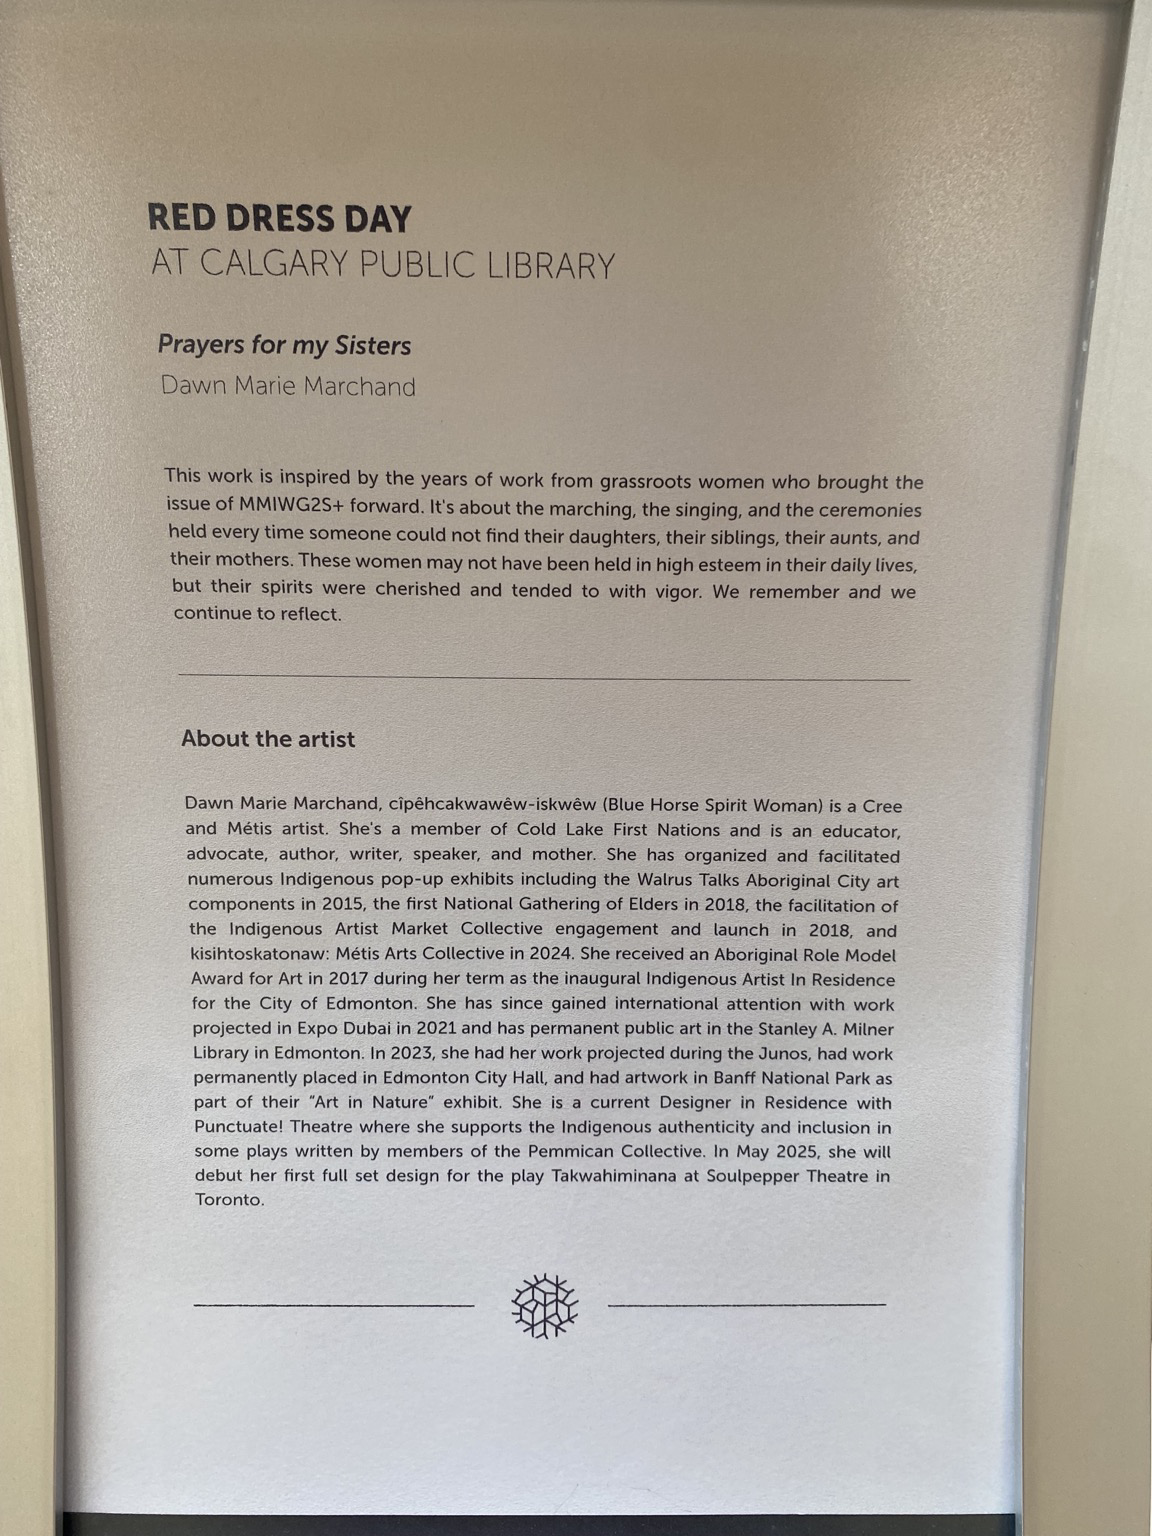 RED DRESS DAY
AT CALGARY PUBLIC LIBRARY
Prayers for my Sisters
Dawn Marie Marchand
This work is inspired by the years of work from grassroots women who brought the
issue of MMIWG2S+ forward. It's about the marching, the singing, and the ceremonies
held every time someone could not find their daughters, their siblings, their aunts, and
their mothers. These women may not have been held in high esteem in their daily lives,
but their spirits were cherished and tended to with vigor. We remember and we
continue to reflect.
About the artist
Dawn Marie Marchand, cîpêhcakwawêw-iskwêw (Blue Horse Spirit Woman) is a Cree
and Métis artist. She's a member of Cold Lake First Nations and is an educator,
advocate, author, writer, speaker, and mother. She has organized and facilitated
numerous Indigenous pop-up exhibits including the Walrus Talks Aboriginal City art
components in 2015, the first National Gathering of Elders in 2018, the facilitation of
the Indigenous Artist Market Collective engagement and launch in 2018, and
kisihtoskatonaw: Métis Arts Collective in 2024. She received an Aboriginal Role Model
Award for Art in 2017 during her term as the inaugural Indigenous Artist In Residence
for the City of Edmonton. She has since gained international attention with work
projected in Expo Dubai in 2021 and has permanent public art in the Stanley A. Milner
Library in Edmonton. In 2023, she had her work projected during the Junos, had work
permanently placed in Edmonton City Hall, and had artwork in Banff National Park as
part of their “Art in Nature” exhibit. She is a current Designer in Residence with
Punctuate! Theatre where she supports the Indigenous authenticity and inclusion in
some plays written by members of the Pemmican Collective. In May 2025, she will
debut her first full set design for the play Takwahiminana at Soulpepper Theatre in
Toronto.